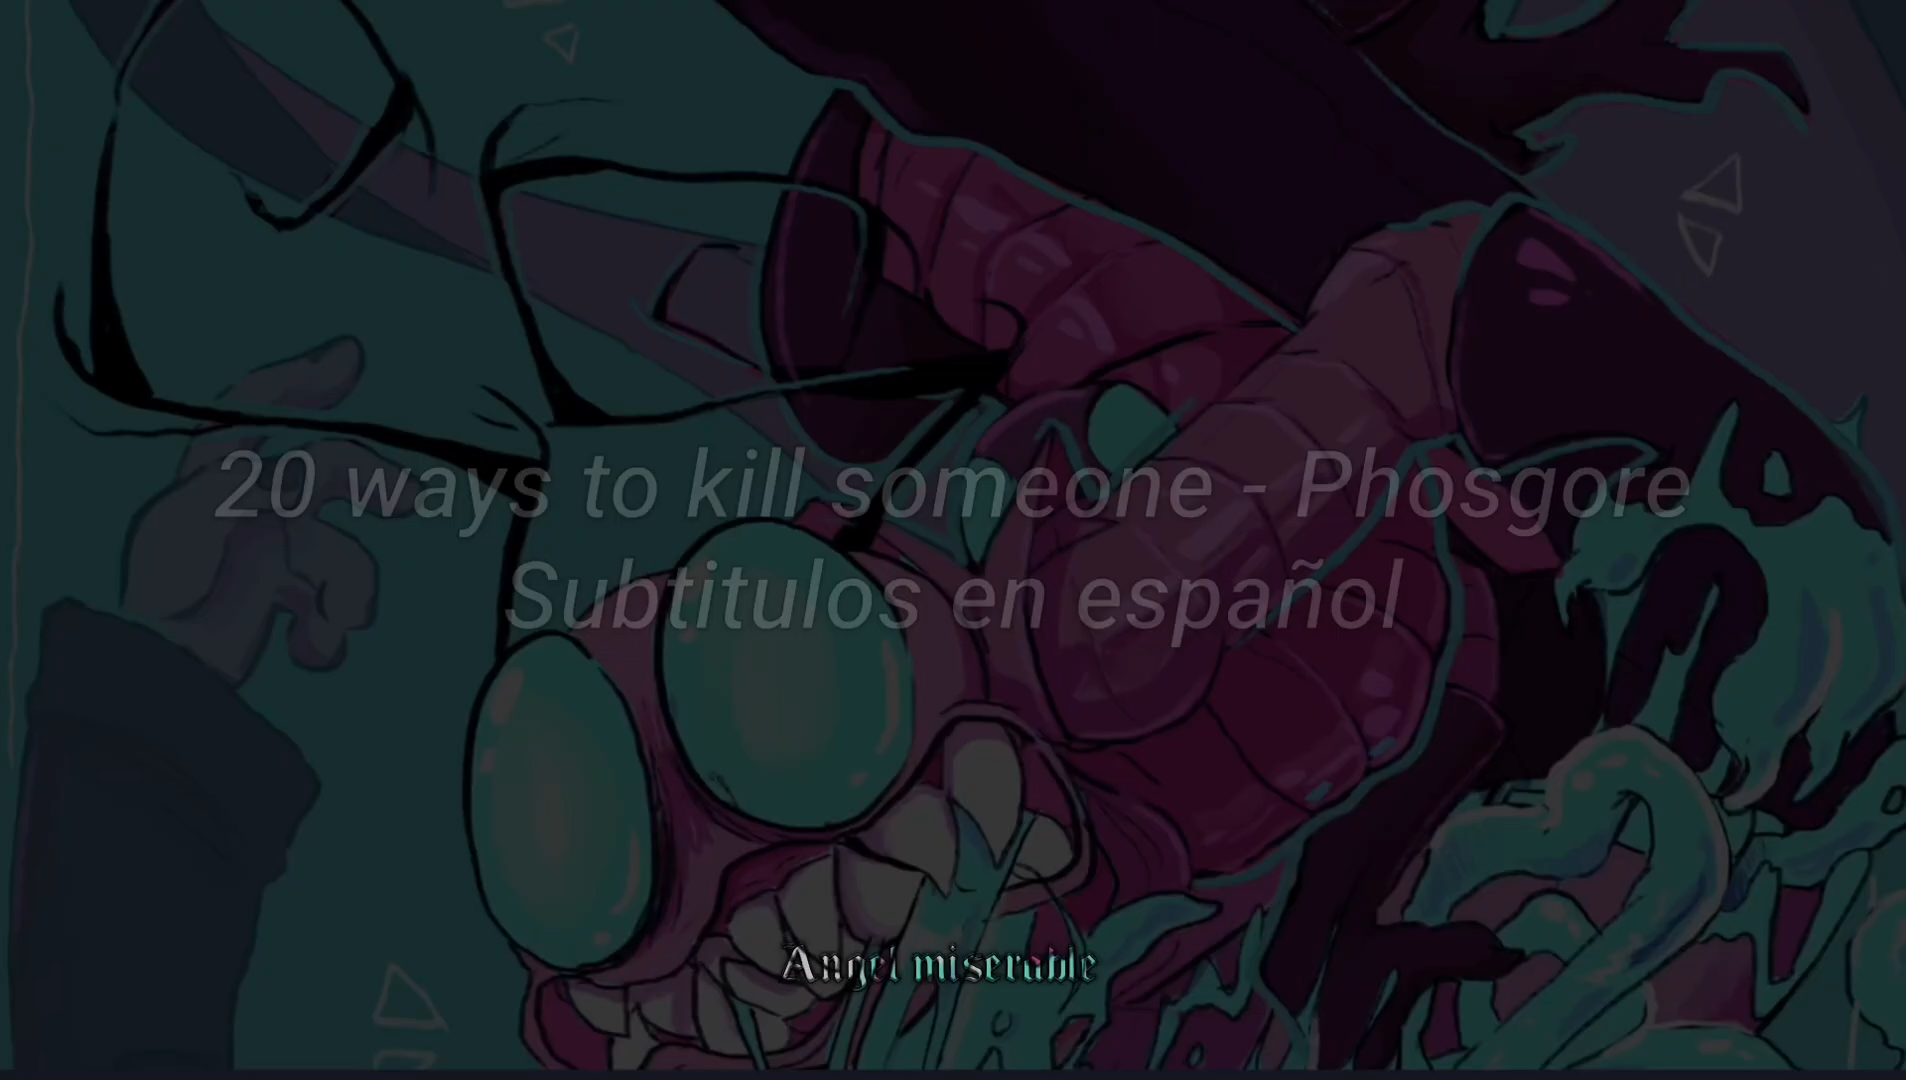 20 ways to kill someone - Phosgore
Subtitulos en español
Angel miserable